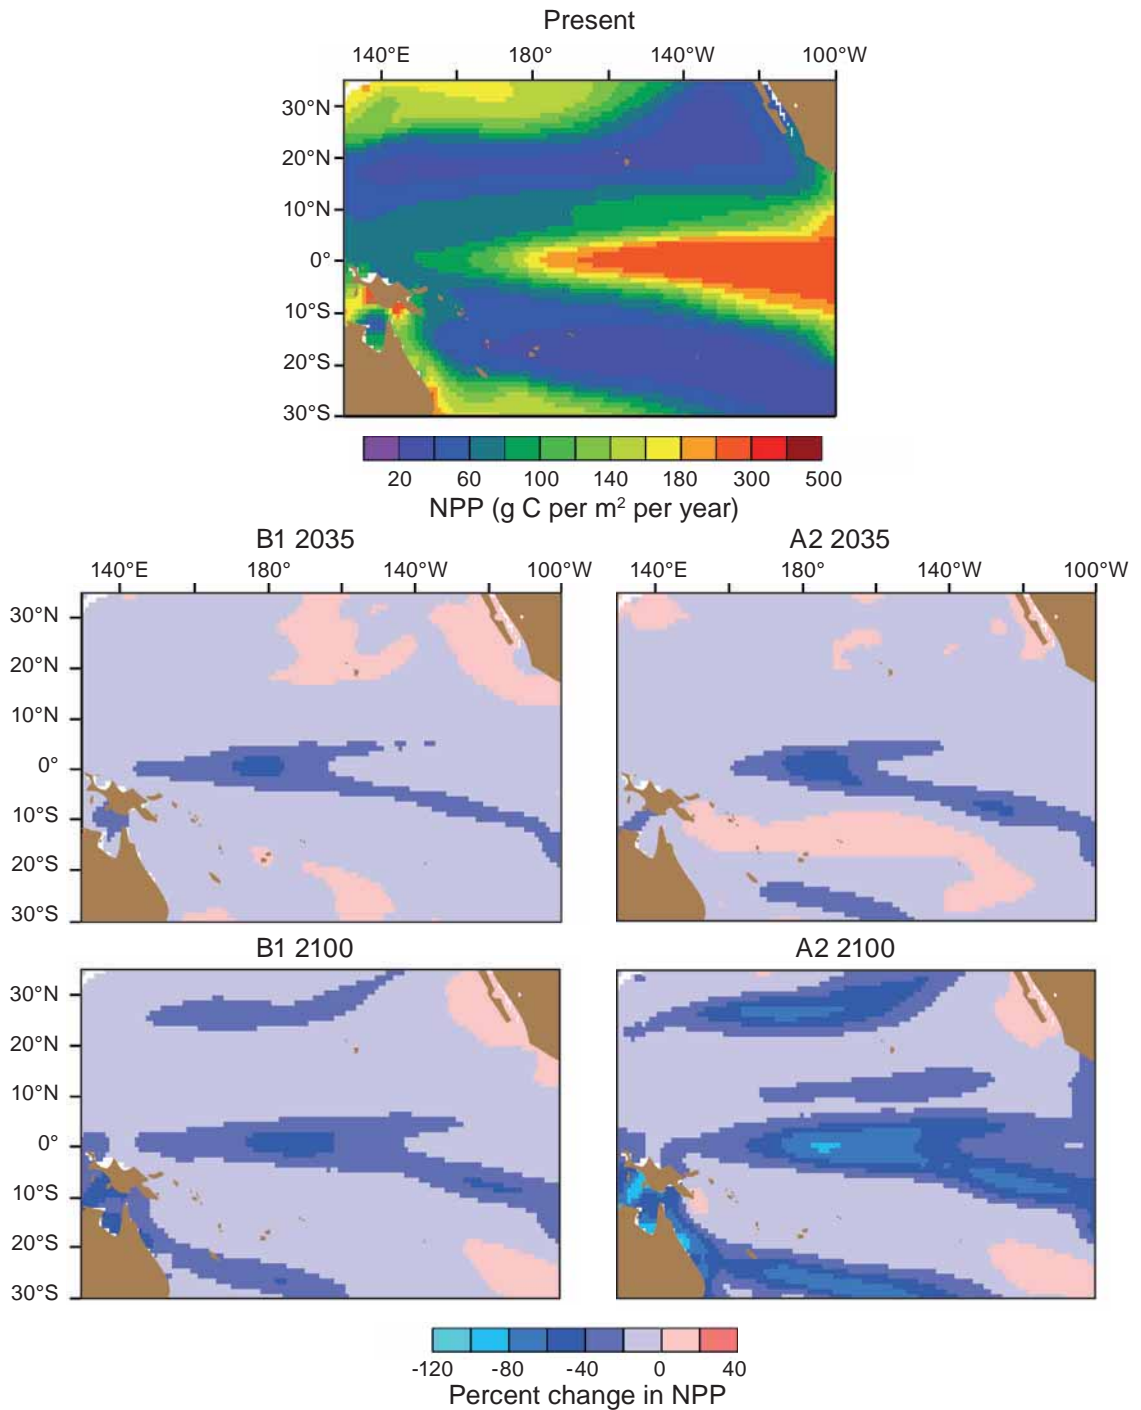 Present
140°E 180° 140°W 100°W
30°N
20°N
10°N
0°
10°S
20°S
30°S
20 60 100 140 180 300 500
NPP (g C per m² per year)
B1 2035 A2 2035
140°E 180° 140°W 100°W 140°E 180° 140°W 100°W
30°N
20°N
10°N
0°
10°S
20°S
30°S
B1 2100 A2 2100
30°N
20°N
10°N
0°
10°S
20°S
30°S
-120 -80 -40 0 40
Percent change in NPP